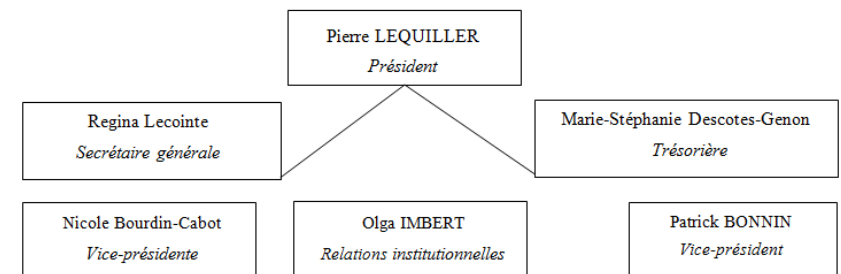 Pierre LEQUILLER
Président
Regina Lecointe
Secrétaire générale
Marie-Stéphanie Descotes-Genon
Trésorière
Nicole Bourdin-Cabot
Vice-présidente
Olga IMBERT
Relations institutionnelles
Patrick BONNIN
Vice-président